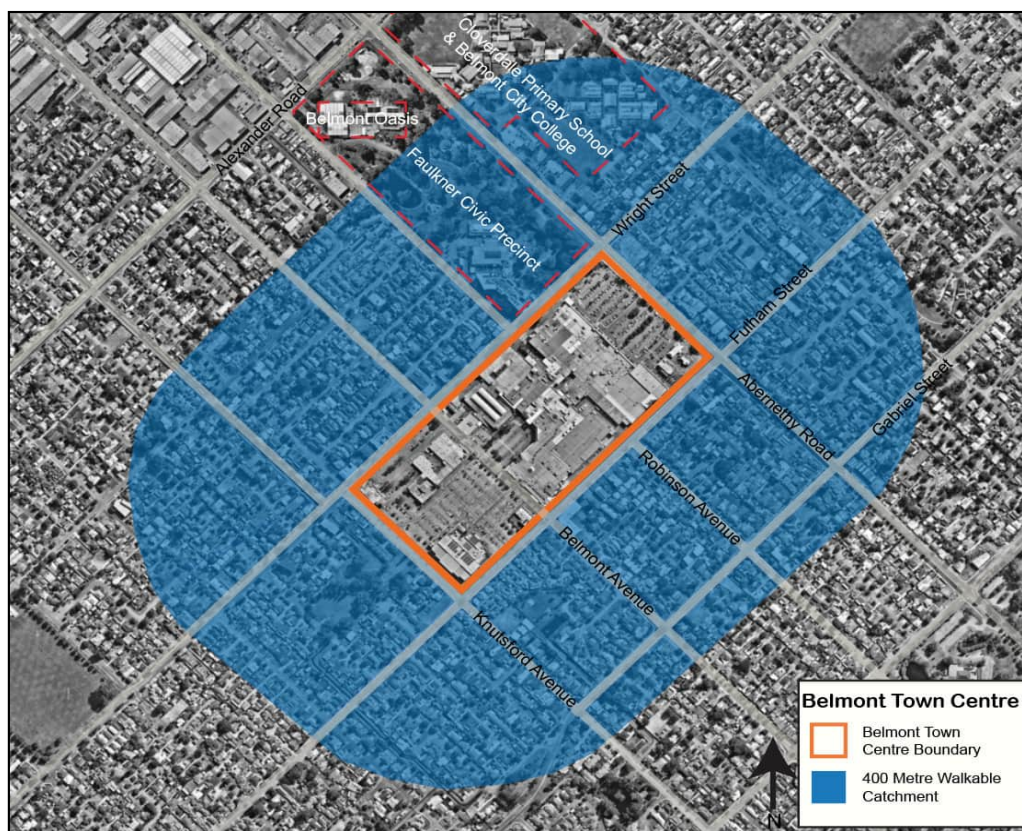 Cloverdale Primary School
& Belmont City College
Belmont Oasis
Alexander Road
Faulkner Civic Precinct
Wright Street
Fulham Street
Abernethy Road
Gabriel Street
Robinson Avenue
Belmont Avenue
Knutsford Avenue
Belmont Town Centre
Belmont Town
Centre Boundary
400 Metre Walkable
Catchment
N